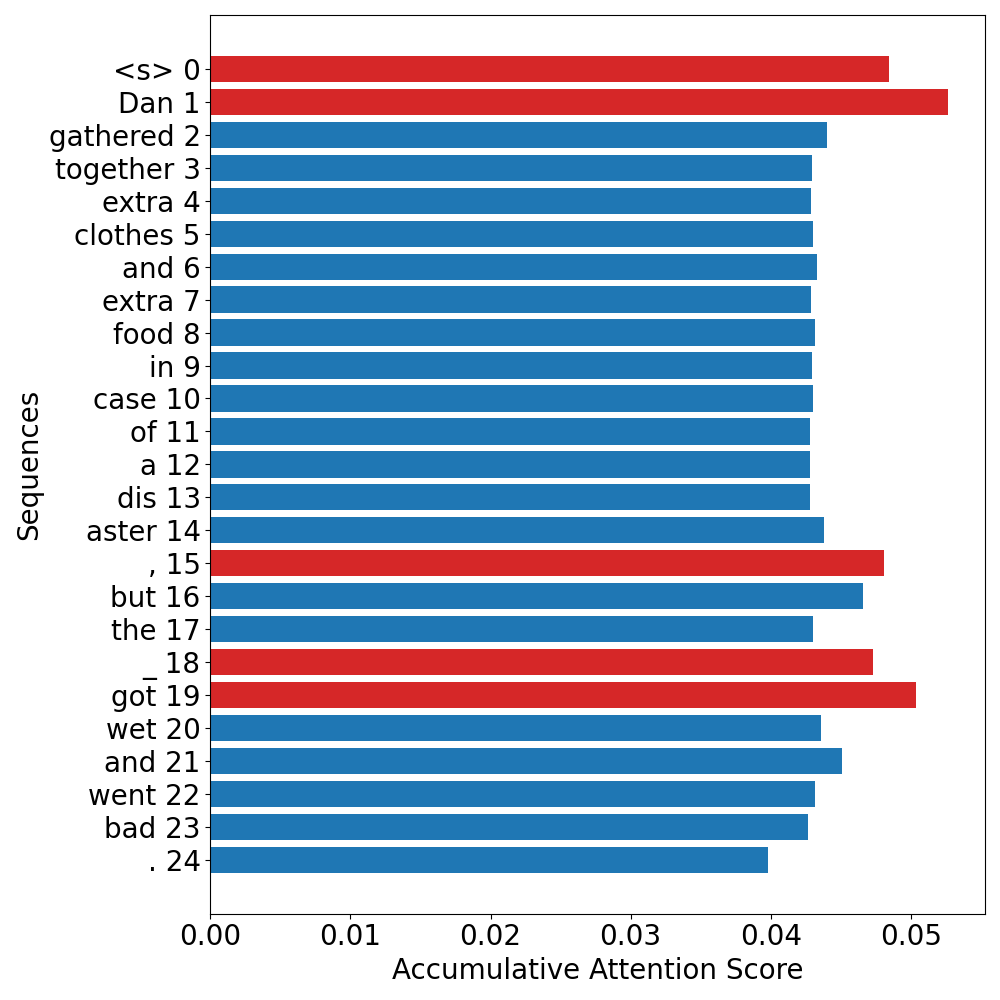 <s> 0
Dan 1
gathered 2
together 3
extra 4
clothes 5
and 6
extra 7
food 8
in 9
case 10
of 11
a 12
dis 13
aster 14
, 15
but 16
the 17
_ 18
got 19
wet 20
and 21
went 22
bad 23
. 24
Sequences
0.00 0.01 0.02 0.03 0.04 0.05
Accumulative Attention Score